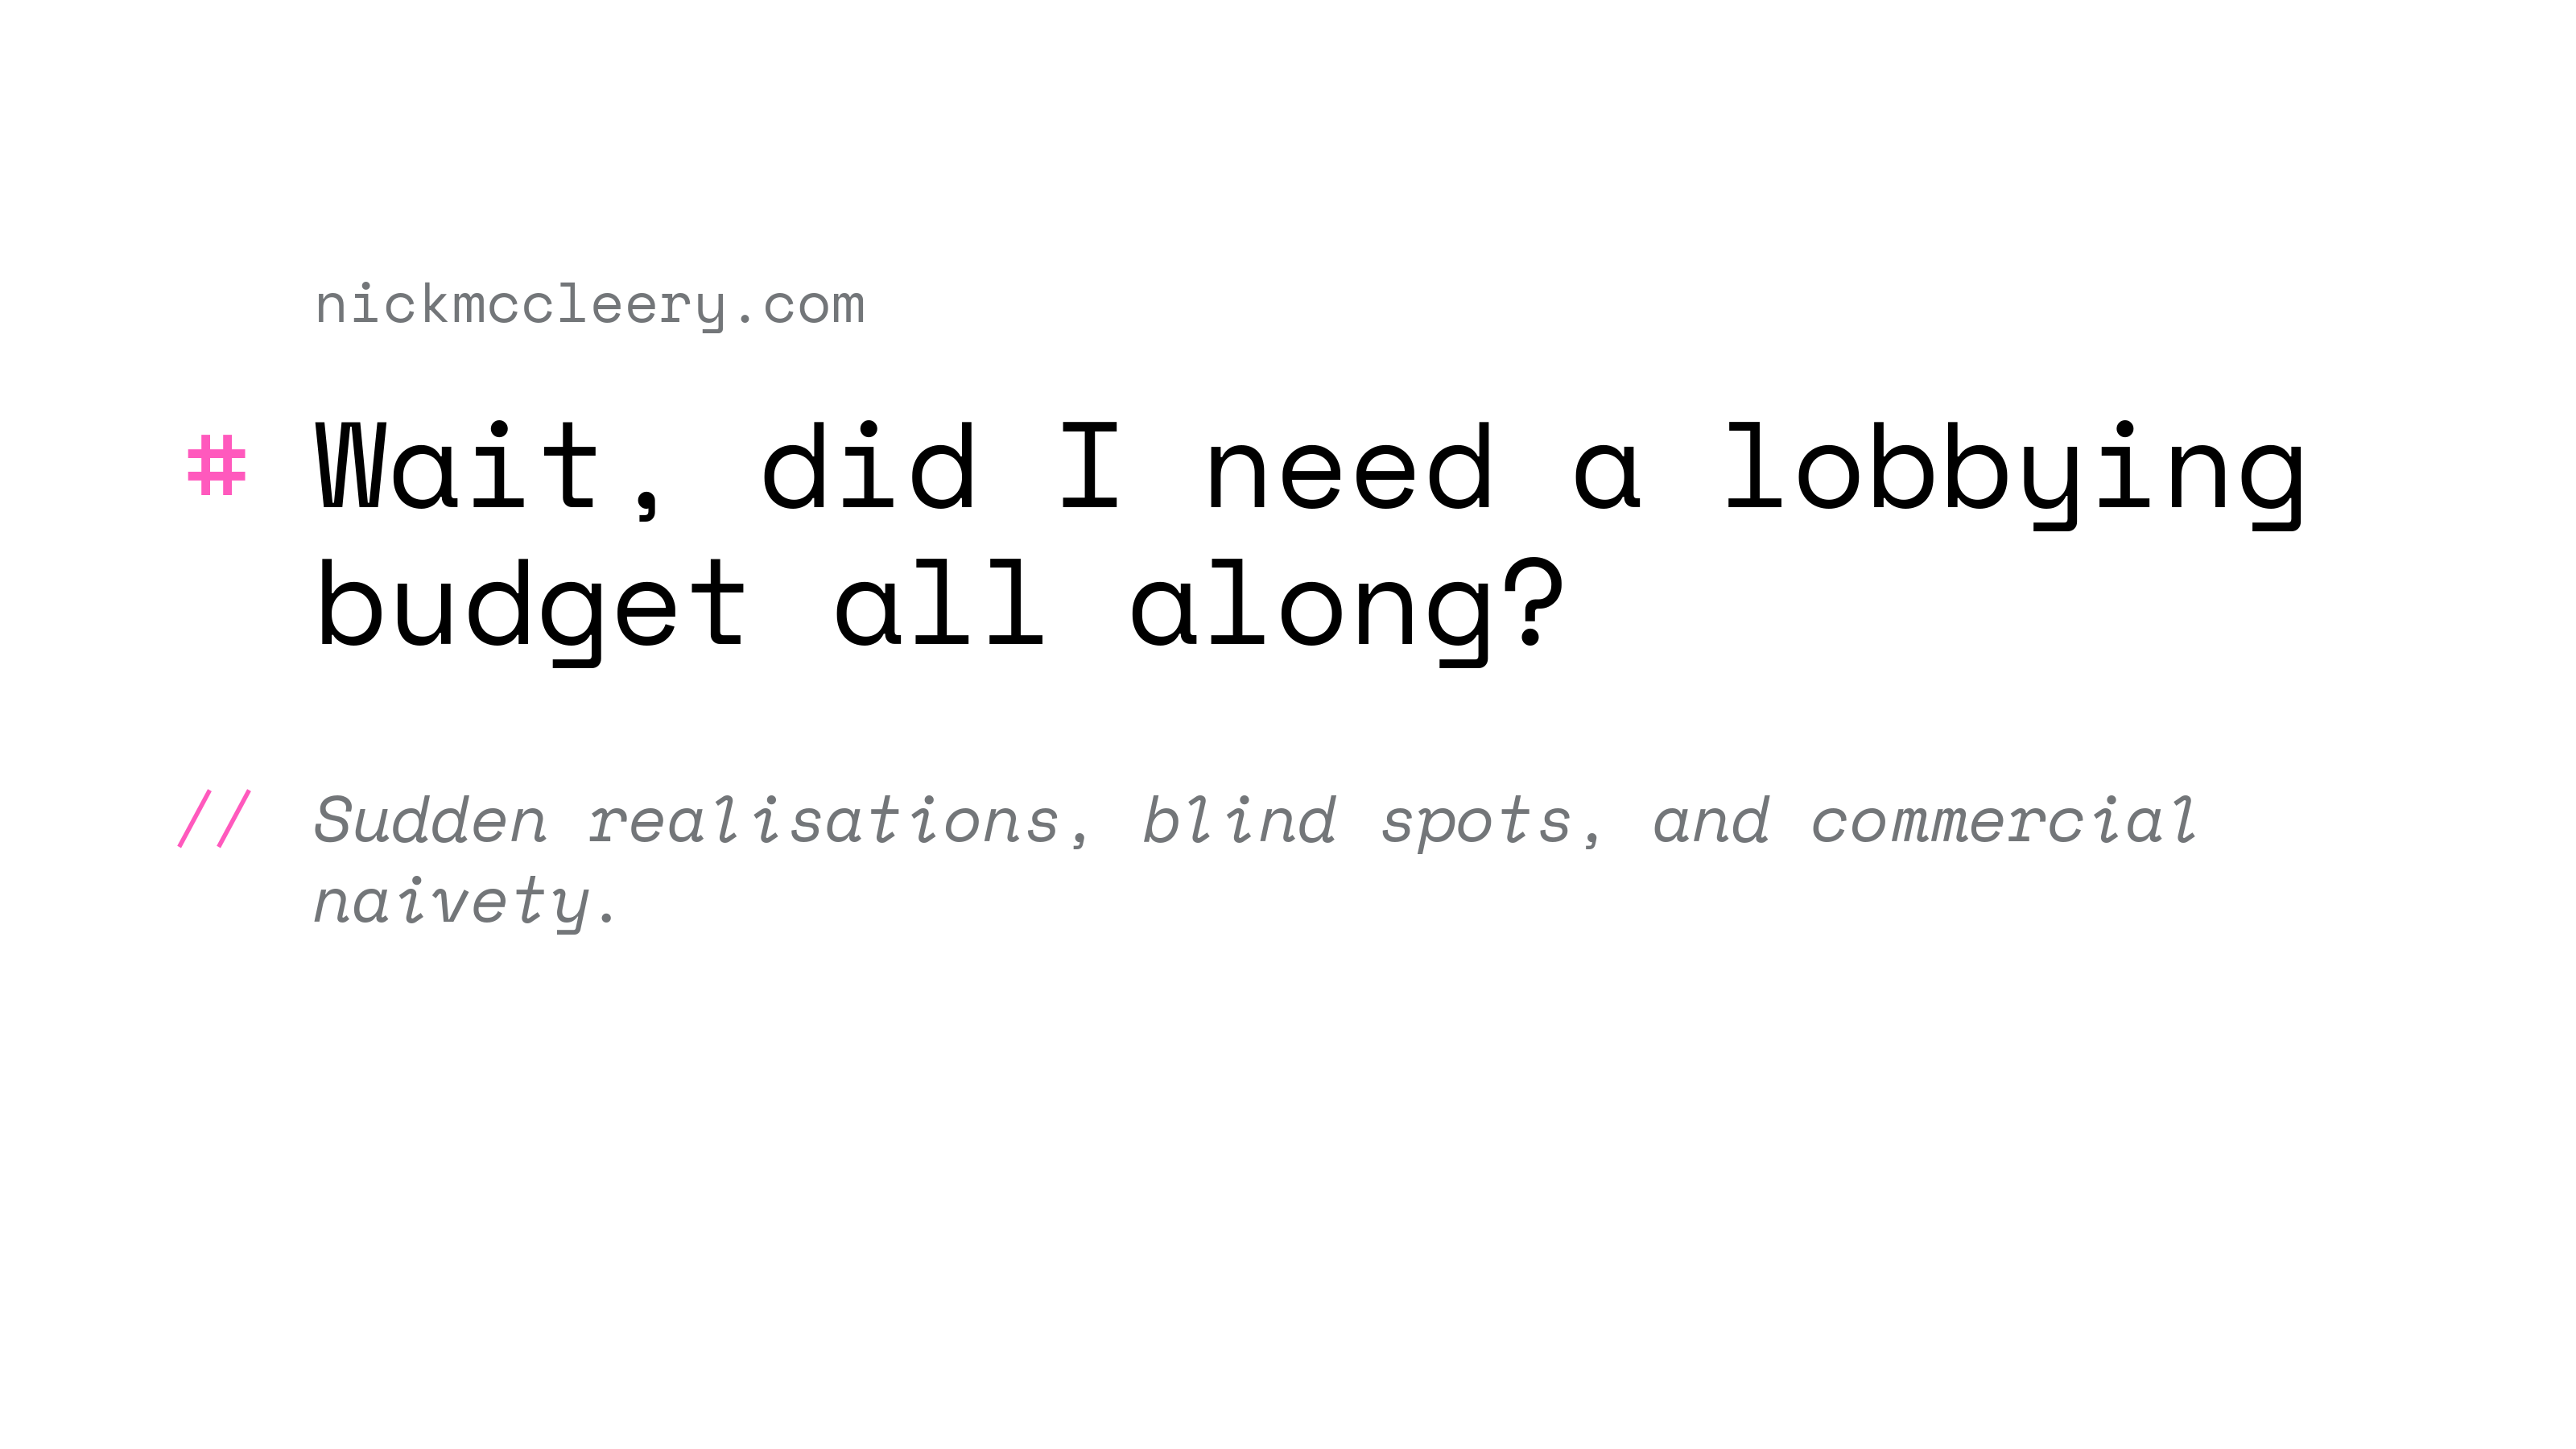 nickmccleery.com
# Wait, did I need a lobbying
budget all along?
// Sudden realisations, blind spots, and commercial
naivety.